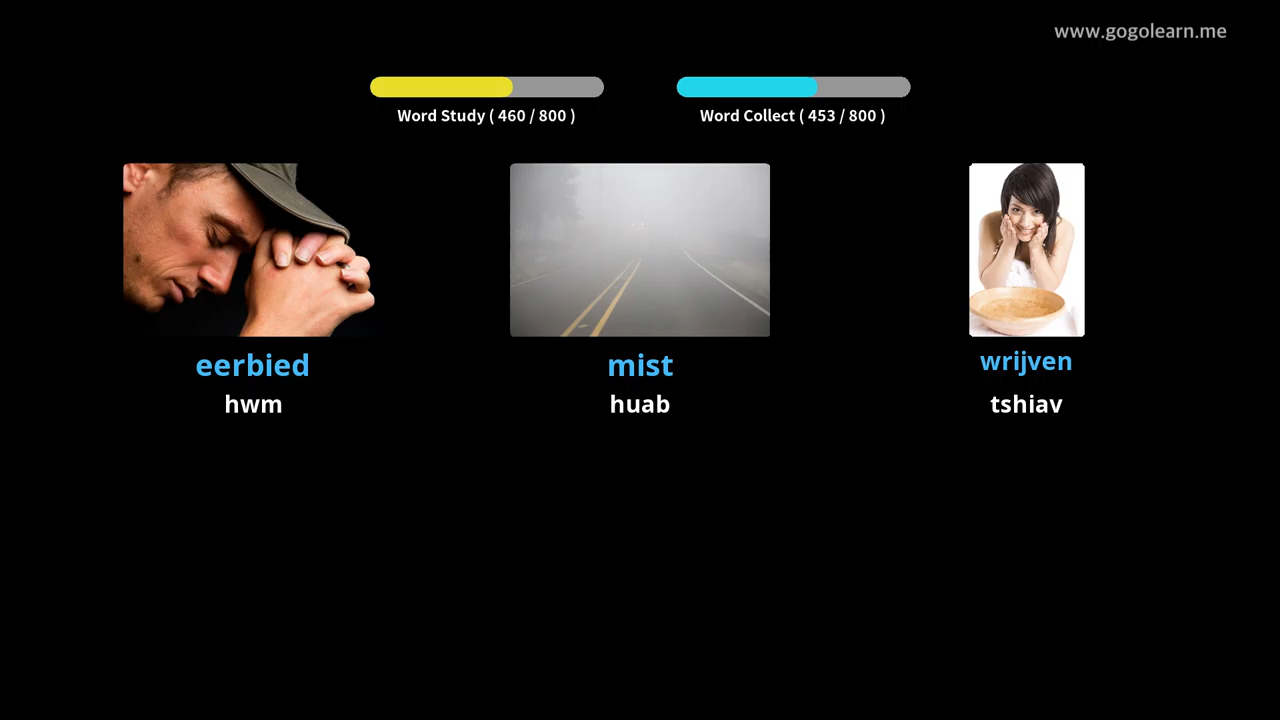 www.gogolearn.me
Word Study ( 460 / 800 )
Word Collect ( 453 / 800 )
eerbied
mist
wrijven
hwm
huab
tshiav